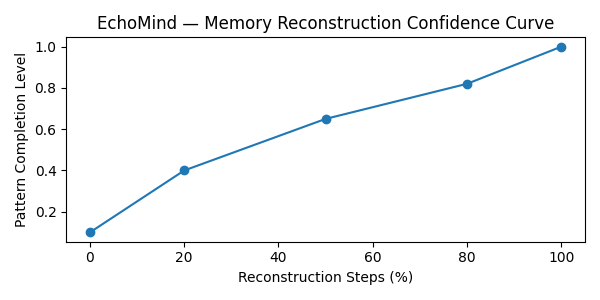 EchoMind — Memory Reconstruction Confidence Curve
Pattern Completion Level
1.0
0.8
0.6
0.4
0.2
0 20 40 60 80 100
Reconstruction Steps (%)